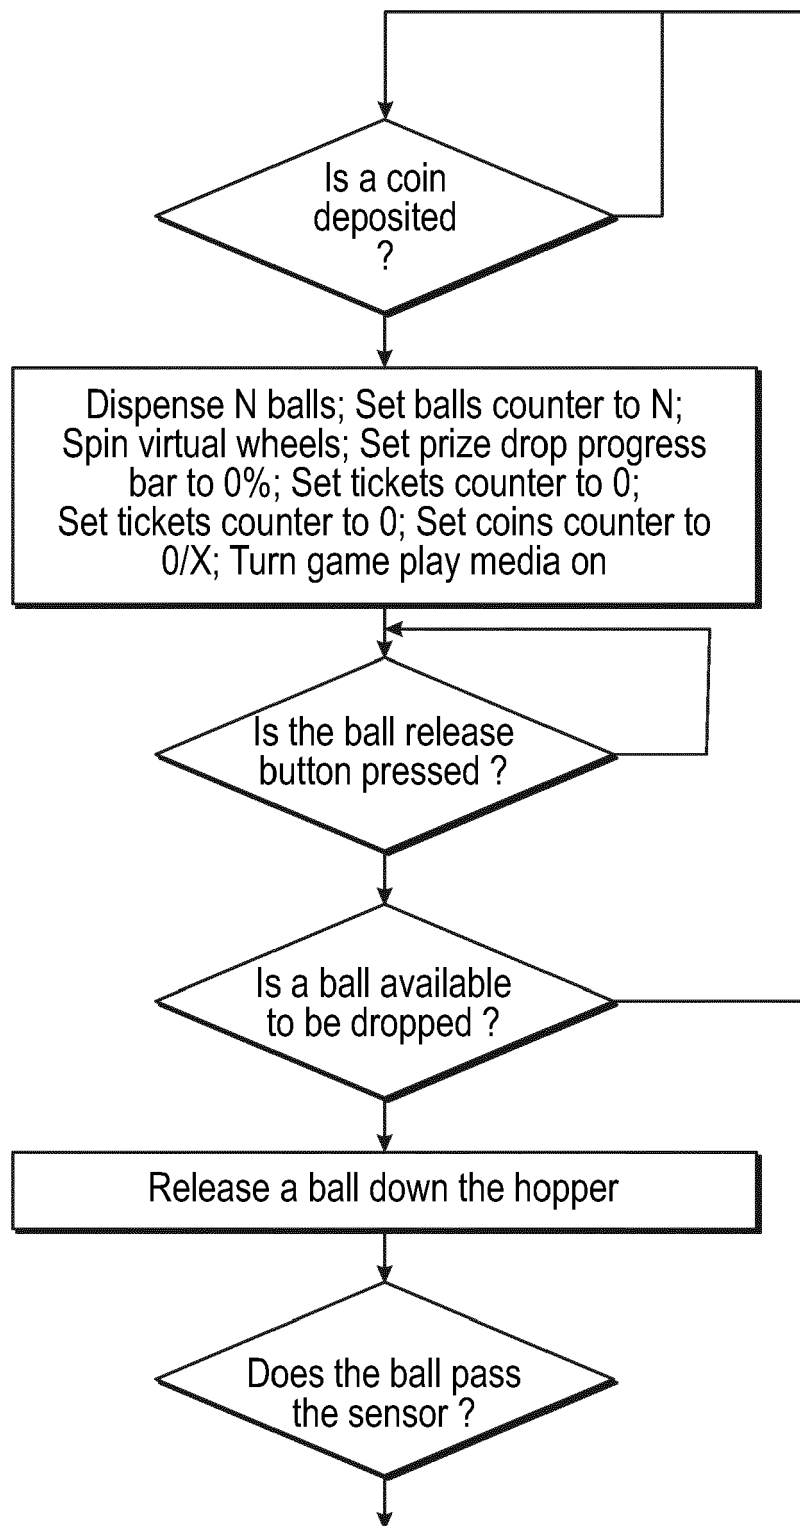 Is a coin
deposited
?
Dispense N balls; Set balls counter to N;
Spin virtual wheels; Set prize drop progress
bar to 0%; Set tickets counter to 0;
Set tickets counter to 0; Set coins counter to
0/X; Turn game play media on
Is the ball release
button pressed ?
Is a ball available
to be dropped ?
Release a ball down the hopper
Does the ball pass
the sensor ?